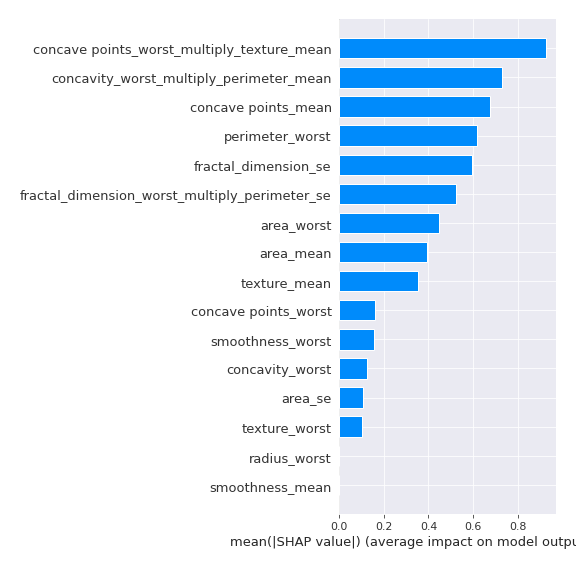 concave points_worst_multiply_texture_mean
concavity_worst_multiply_perimeter_mean
concave points_mean
perimeter_worst
fractal_dimension_se
fractal_dimension_worst_multiply_perimeter_se
area_worst
area_mean
texture_mean
concave points_worst
smoothness_worst
concavity_worst
area_se
texture_worst
radius_worst
smoothness_mean
0.0 0.2 0.4 0.6 0.8
mean(|SHAP value|) (average impact on model outpu